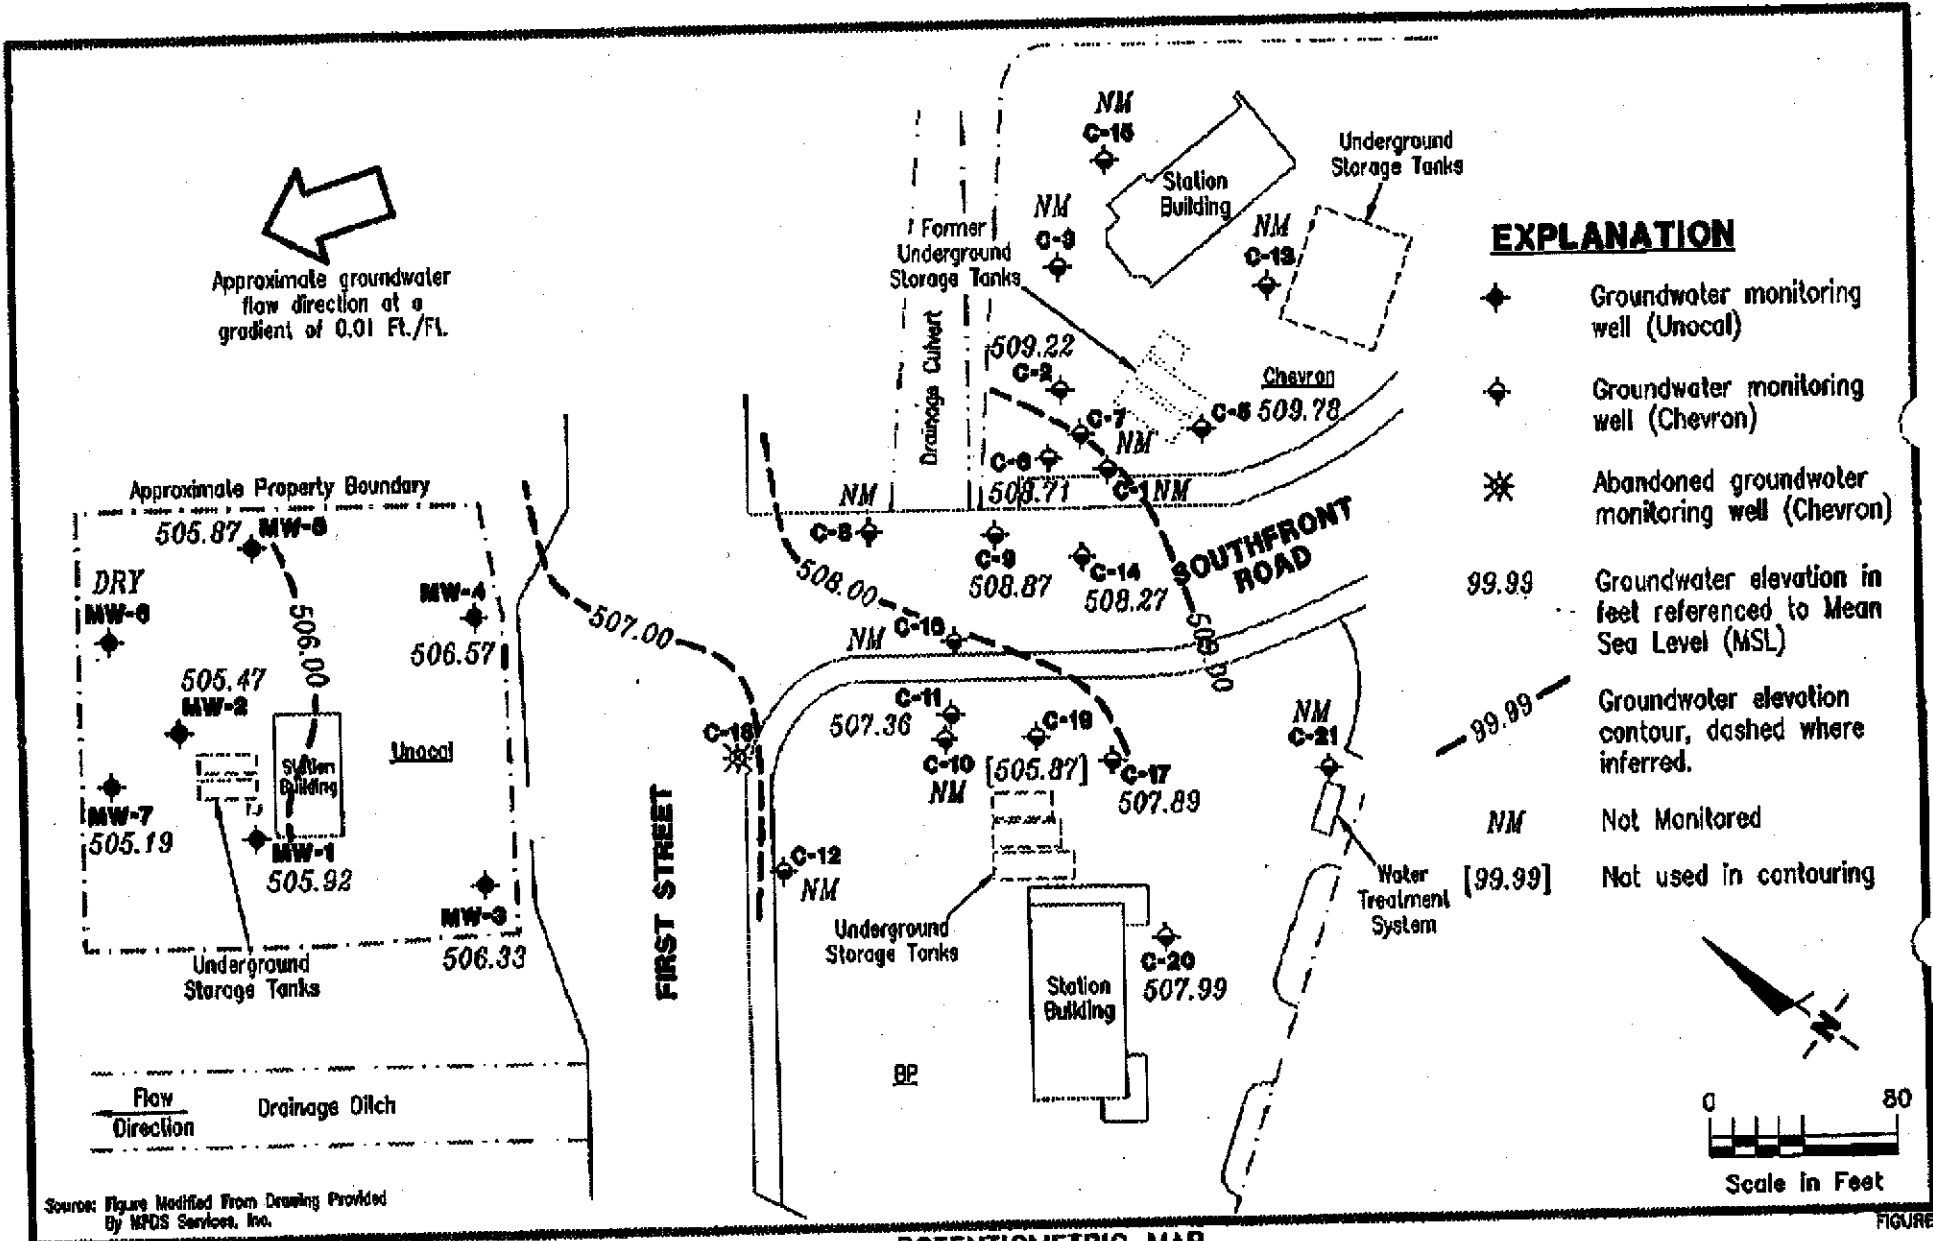 Approximate groundwater
flow direction at a
gradient of 0.01 Ft./Ft.
NM
C-15
Station
Building
Underground
Storage Tanks
NM
C-3
NM
C-13
Former
Underground
Storage Tanks
Drainage Culvert
509.22
C-2
Chevron
C-5 509.78
C-7
NM
C-6
508.71
C-1 NM
EXPLANATION
Groundwater monitoring
well (Unocal)
Groundwater monitoring
well (Chevron)
Abandoned groundwater
monitoring well (Chevron)
99.99
Groundwater elevation in
feet referenced to Mean
Sea Level (MSL)
99.99
Groundwater elevation
contour, dashed where
inferred.
NM
Not Monitored
[99.99]
Not used in contouring
Approximate Property Boundary
505.87 MW-5
DRY
MW-6
MW-4
506.57
506.00
505.47
MW-2
Station
Building
Unocal
MW-7
505.19
MW-1
505.92
MW-3
506.33
Underground
Storage Tanks
507.00
FIRST STREET
NM
C-8
C-9
508.87
C-14
508.27
SOUTHFRONT
ROAD
508.00
NM
C-16
509.00
C-11
507.36
C-10
NM
C-19
[505.87]
C-17
507.89
C-18
C-12
NM
NM
C-21
Water
Treatment
System
Underground
Storage Tanks
C-20
507.99
Station
Building
BP
Flow
Direction
Drainage Ditch
N
0
80
Scale in Feet
Source: Figure Modified From Drawing Provided
By MPDS Services, Inc.
POTENTIOMETRIC MAP
FIGURE